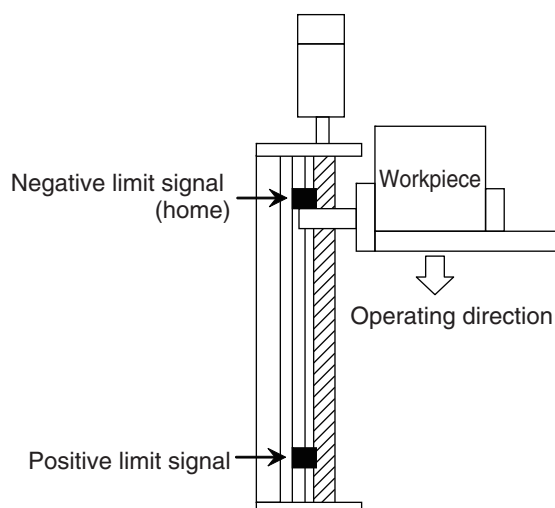 Negative limit signal
(home)
Workpiece
Operating direction
Positive limit signal